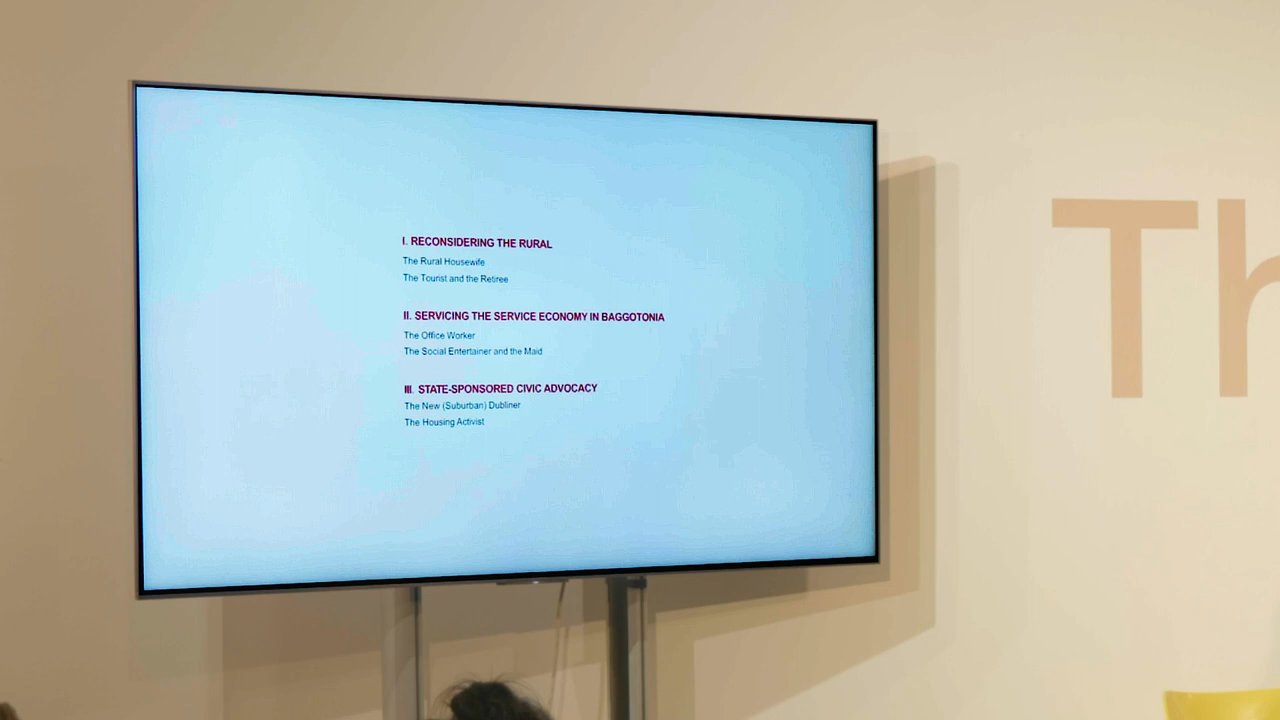 I. RECONSIDERING THE RURAL
The Rural Housewife
The Tourist and the Retiree
II. SERVICING THE SERVICE ECONOMY IN BAGGOTONIA
The Office Worker
The Social Entertainer and the Maid
III. STATE-SPONSORED CIVIC ADVOCACY
The New (Suburban) Dubliner
The Housing Activist
Th